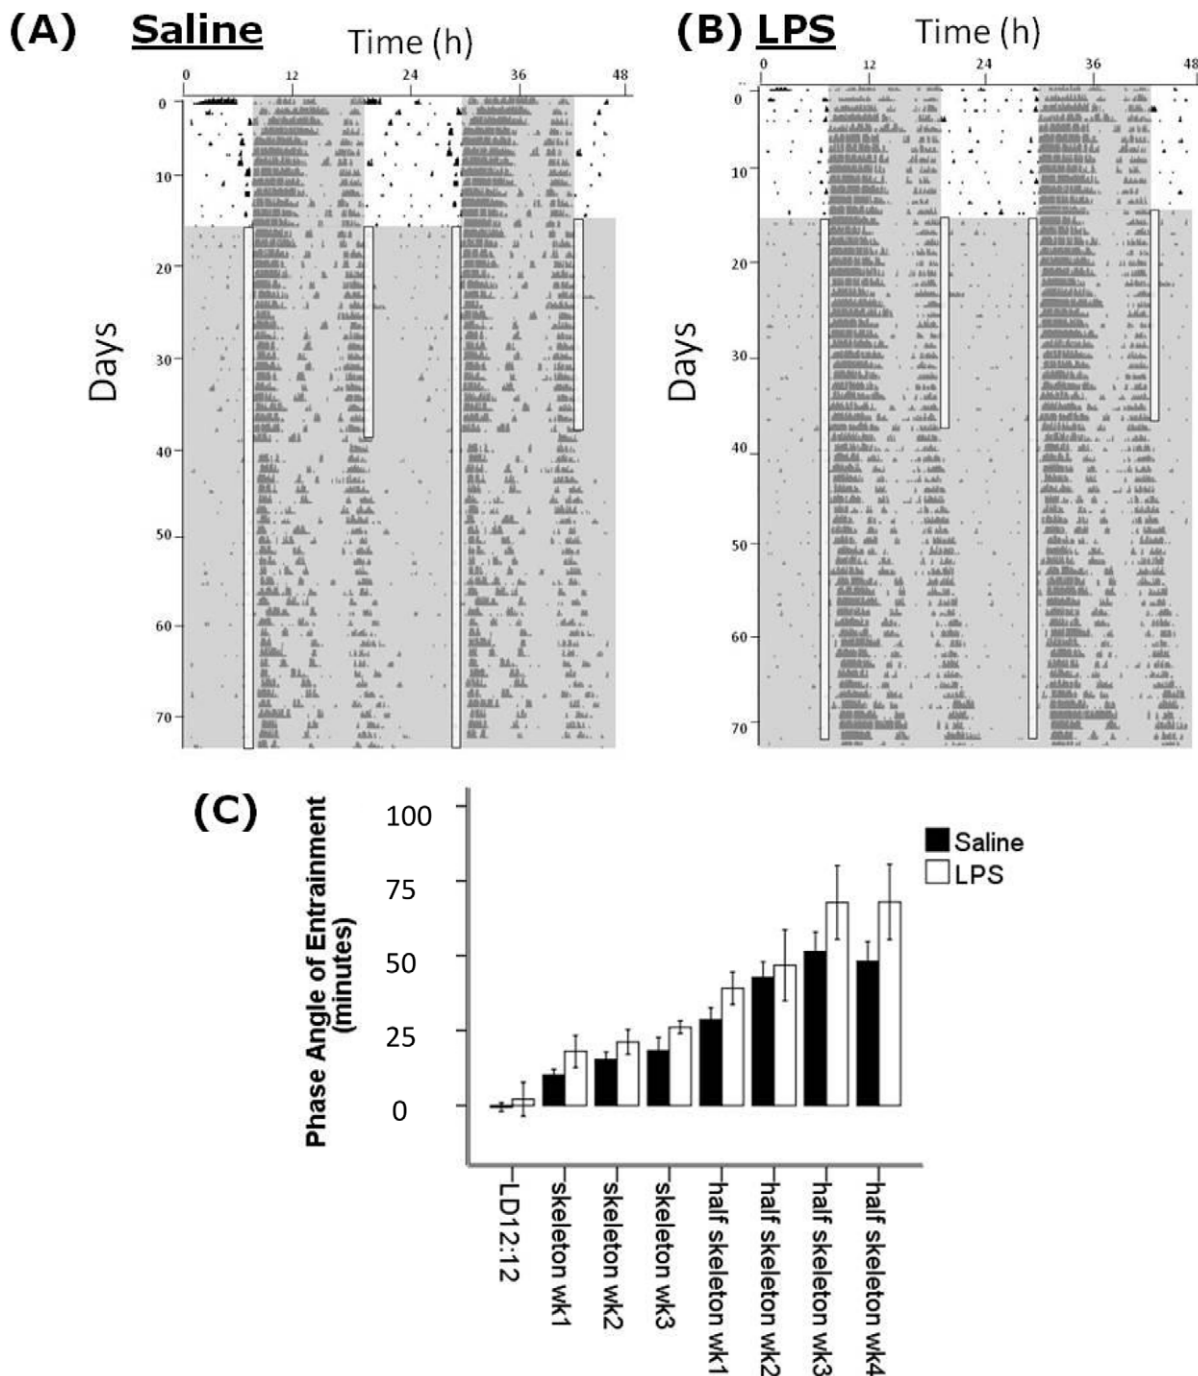 (A) Saline Time (h)
0 12 24 36 48
0
10
20
30
40
50
60
70
Days
(B) LPS Time (h)
0 12 24 36 48
0
10
20
30
40
50
60
70
Days
(C)
Phase Angle of Entrainment
(minutes)
100
75
50
25
0
Saline
LPS
LD12:12
skeleton wk1
skeleton wk2
skeleton wk3
half skeleton wk1
half skeleton wk2
half skeleton wk3
half skeleton wk4